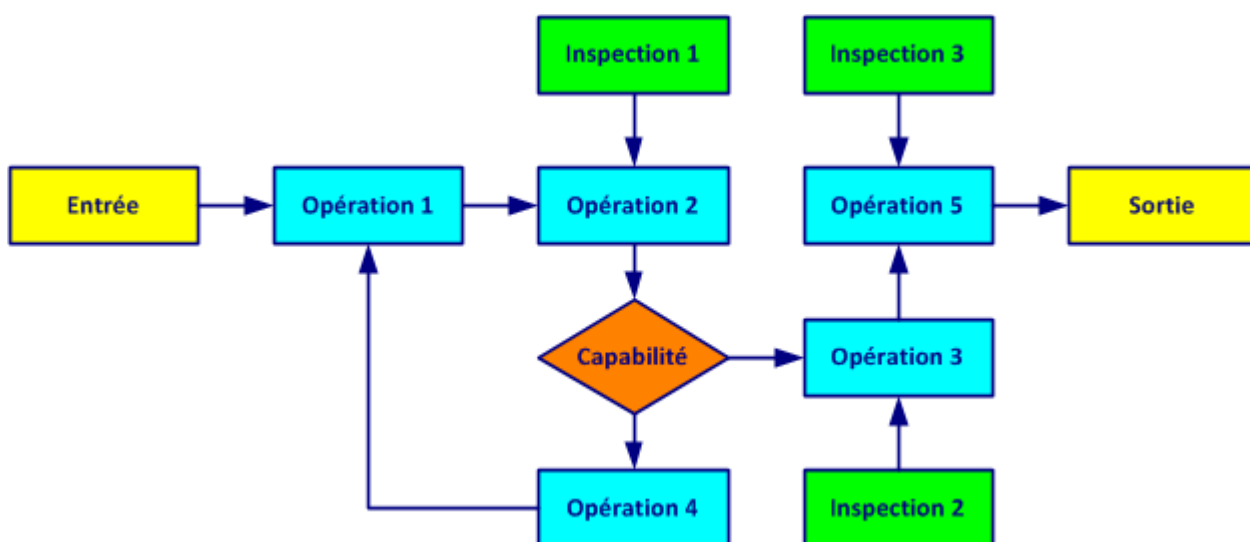 Inspection 1
Inspection 3
Entrée
Opération 1
Opération 2
Opération 5
Sortie
Capabilité
Opération 3
Opération 4
Inspection 2